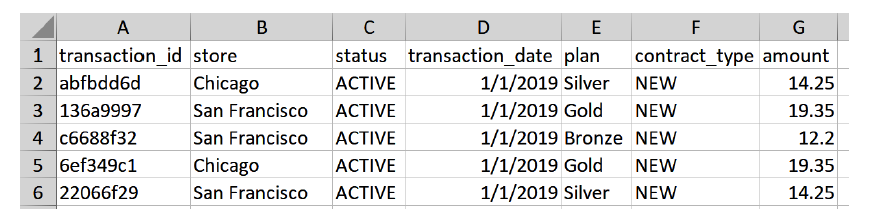 A B C D E F G
1 transaction_id store status transaction_date plan contract_type amount
2 abfbdd6d Chicago ACTIVE 1/1/2019 Silver NEW 14.25
3 136a9997 San Francisco ACTIVE 1/1/2019 Gold NEW 19.35
4 c6688f32 San Francisco ACTIVE 1/1/2019 Bronze NEW 12.2
5 6ef349c1 Chicago ACTIVE 1/1/2019 Gold NEW 19.35
6 22066f29 San Francisco ACTIVE 1/1/2019 Silver NEW 14.25